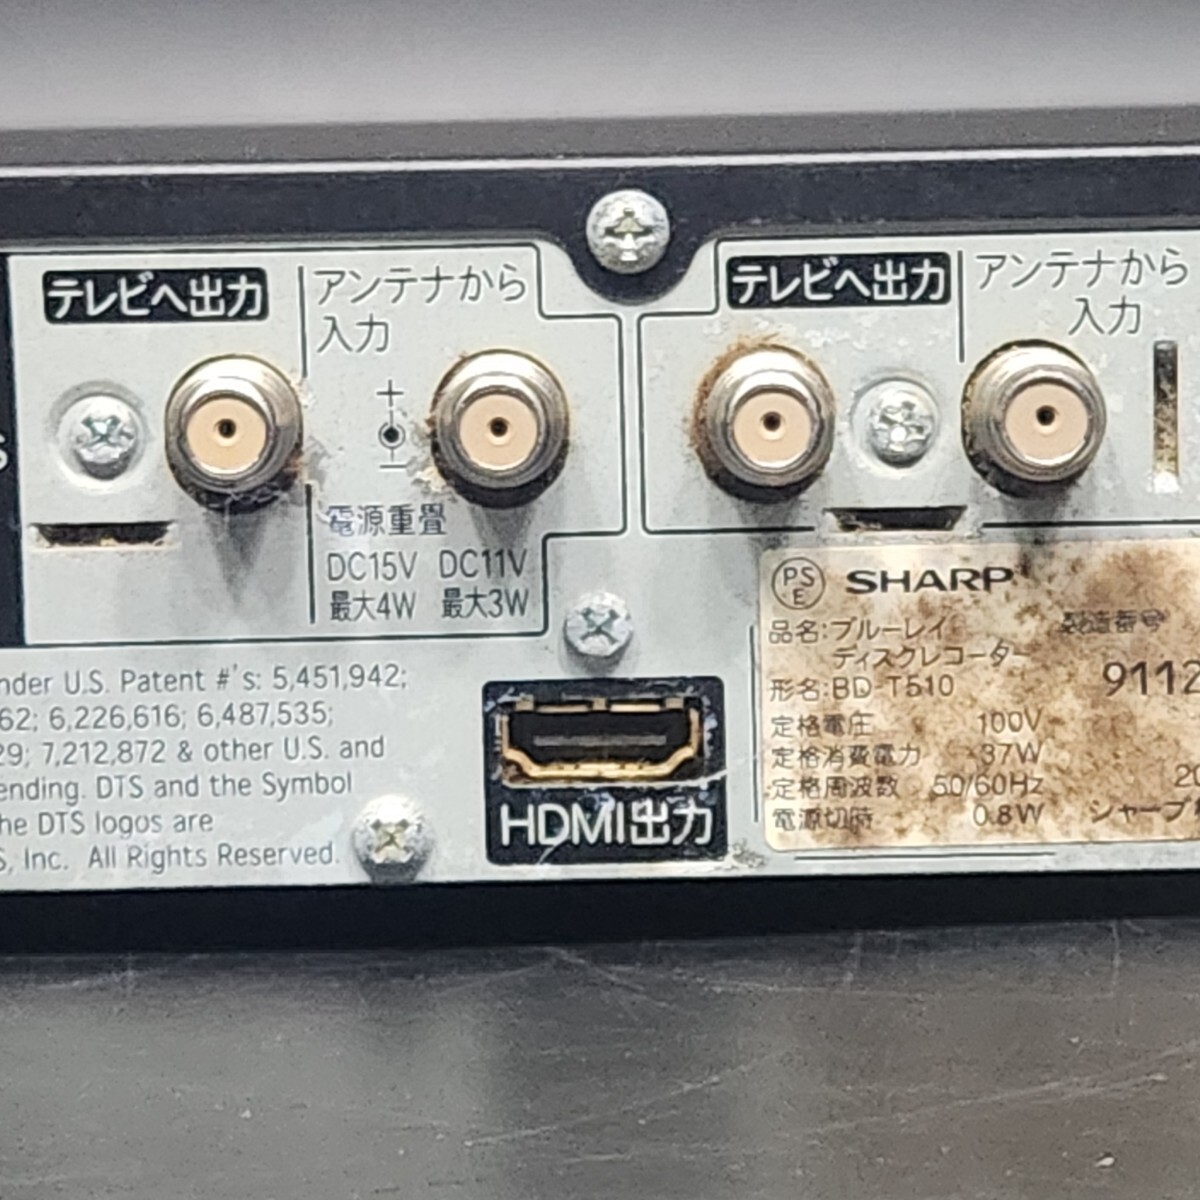 テレビへ出力
アンテナから
入力
+
−
電源重畳
DC15V DC11V
最大4W 最大3W
テレビへ出力
アンテナから
入力
S
nder U.S. Patent #'s: 5,451,942;
62; 6,226,616; 6,487,535;
29; 7,212,872 & other U.S. and
ending. DTS and the Symbol
he DTS logos are
S, Inc. All Rights Reserved.
HDMI出力
PS
E
SHARP
品名:ブルーレイ
ディスクレコーダー
製造番号
形名:BD-T510
9112
定格電圧 100V
定格消費電力 37W
定格周波数 50/60Hz
20
電源切時 0.8W
シャープ